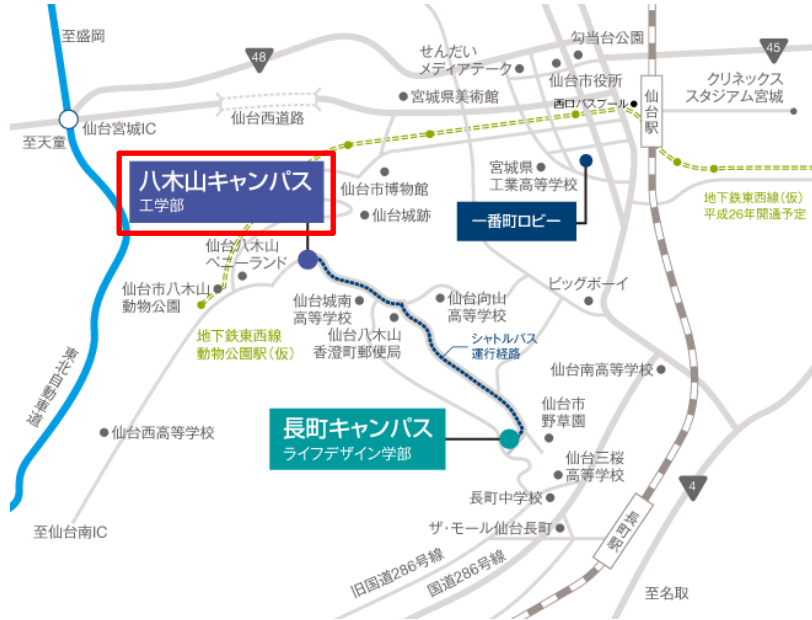 至盛岡
48
せんだい
メディアテーク
勾当台公園
45
仙台市役所
クリネックス
スタジアム宮城
宮城県美術館
西口バスプール
仙台駅
仙台西道路
仙台宮城IC
至天童
八木山キャンパス
工学部
仙台市博物館
宮城県
工業高等学校
地下鉄東西線(仮)
平成26年開通予定
仙台城跡
一番町ロビー
仙台八木山
ベニーランド
仙台市八木山
動物公園
ビッグボーイ
仙台城南
高等学校
仙台向山
高等学校
仙台八木山
香澄町郵便局
シャトルバス
運行経路
地下鉄東西線
動物公園駅(仮)
東北自動車道
仙台南高等学校
長町キャンパス
ライフデザイン学部
仙台市
野草園
仙台西高等学校
仙台三桜
高等学校
4
長町中学校
至仙台南IC
ザ・モール仙台長町
長町駅
旧国道286号線
国道286号線
至名取